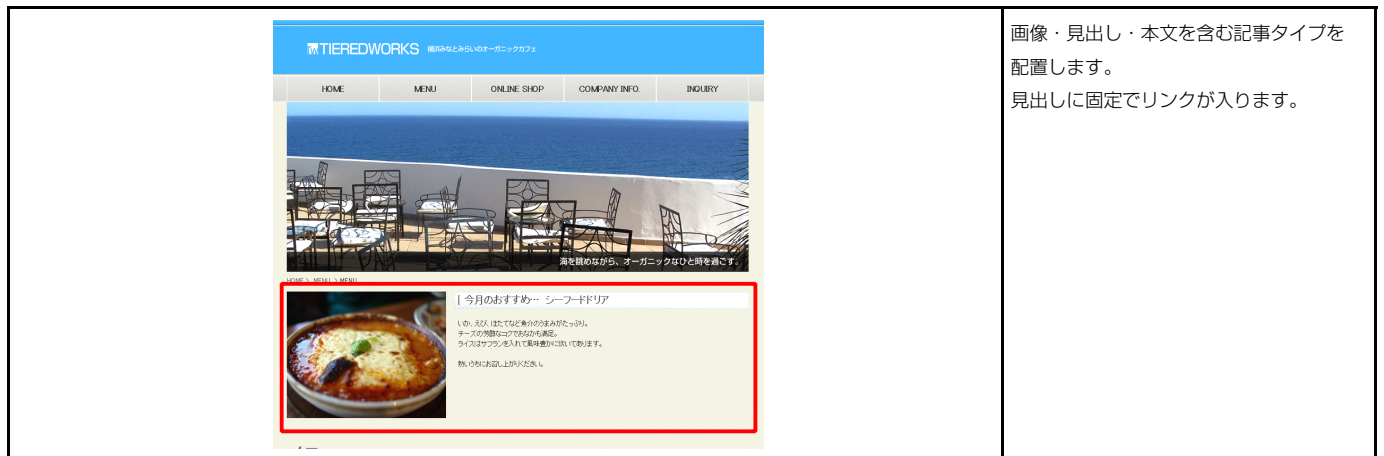 TIEREDWORKS 横浜みなとみらいのオーガニックカフェ
HOME MENU ONLINE SHOP COMPANY INFO. INQUIRY
海を眺めながら、オーガニックなひと時を過ごす。
HOME > MENU > MENU
今月のおすすめ… シーフードドリア
いか、えび、ほたてなど魚介のうまみがたっぷり。
チーズの芳醇なコクでおなかも満足。
ライスはサフランを入れて風味豊かに炊いてあります。
熱いうちにお召し上がりください。
画像・見出し・本文を含む記事タイプを
配置します。
見出しに固定でリンクが入ります。